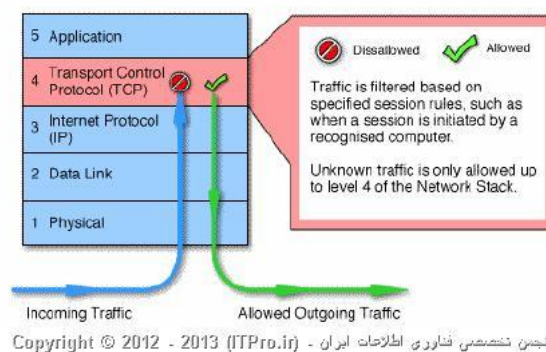 5 Application
4 Transport Control
Protocol (TCP)
3 Internet Protocol
(IP)
2 Data Link
1 Physical
Incoming Traffic
Allowed Outgoing Traffic
Dissallowed
Allowed
Traffic is filtered based on
specified session rules, such as
when a session is initiated by a
recognised computer.
Unknown traffic is only allowed up
to level 4 of the Network Stack.
Copyright © 2012 - 2013 (ITPro.ir) - انجمن تخصصی فناوری اطلاعات ایران